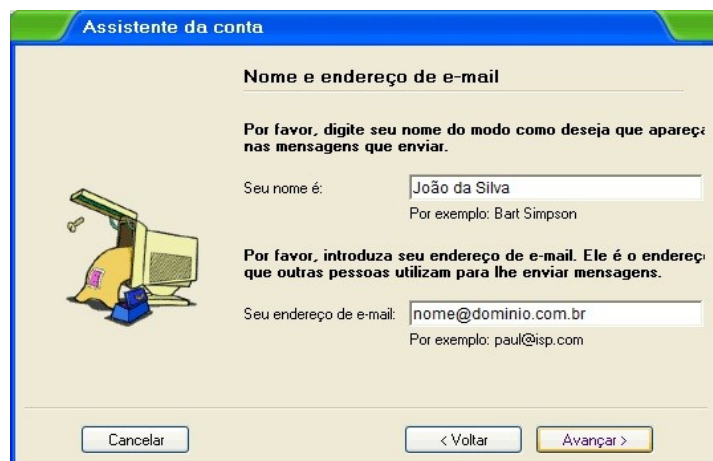 Assistente da conta
Nome e endereço de e-mail
Por favor, digite seu nome do modo como deseja que apareça
nas mensagens que enviar.
Seu nome é: João da Silva
Por exemplo: Bart Simpson
Por favor, introduza seu endereço de e-mail. Ele é o endereço
que outras pessoas utilizam para lhe enviar mensagens.
Seu endereço de e-mail: nome@dominio.com.br
Por exemplo: paul@isp.com
Cancelar < Voltar Avançar >